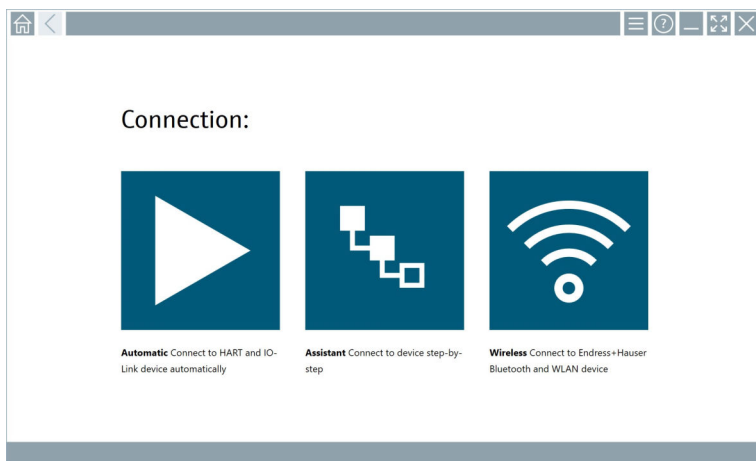 Connection:
Automatic Connect to HART and IO-
Link device automatically
Assistant Connect to device step-by-
step
Wireless Connect to Endress+Hauser
Bluetooth and WLAN device